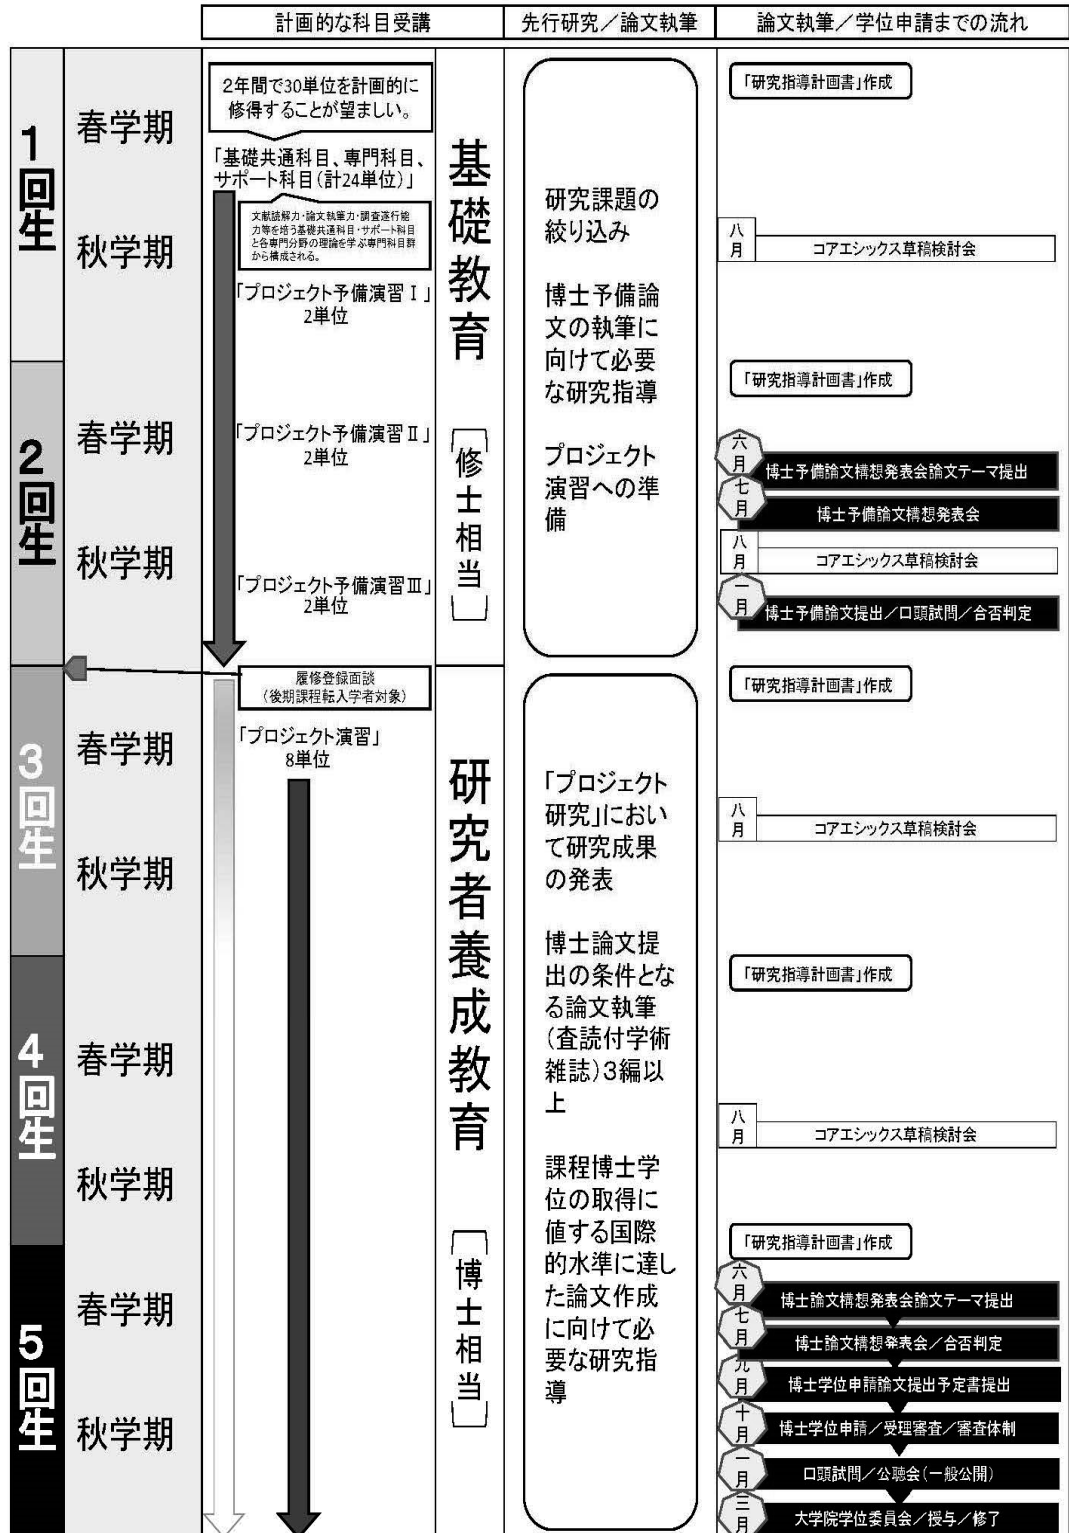 計画的な科目受講
先行研究／論文執筆
論文執筆／学位申請までの流れ
1回生
春学期
秋学期
2年間で30単位を計画的に
修得することが望ましい。
「基礎共通科目、専門科目、
サポート科目(計24単位)」
文献読解力・論文執筆力・調査遂行能
力等を培う基礎共通科目・サポート科目
と各専門分野の理論を学ぶ専門科目群
から構成される。
「プロジェクト予備演習Ⅰ」
2単位
2回生
春学期
秋学期
「プロジェクト予備演習Ⅱ」
2単位
「プロジェクト予備演習Ⅲ」
2単位
基礎教育
［修士相当］
研究課題の
絞り込み
博士予備論
文の執筆に
向けて必要
な研究指導
プロジェクト
演習への準
備
「研究指導計画書」作成
八月
コアエシックス草稿検討会
「研究指導計画書」作成
六月
博士予備論文構想発表会論文テーマ提出
七月
博士予備論文構想発表会
八月
コアエシックス草稿検討会
一月
博士予備論文提出／口頭試問／合否判定
3回生
春学期
秋学期
履修登録面談
(後期課程転入学者対象)
「プロジェクト演習」
8単位
4回生
春学期
秋学期
5回生
春学期
秋学期
研究者養成教育
［博士相当］
「プロジェクト
研究」におい
て研究成果
の発表
博士論文提
出の条件とな
る論文執筆
(査読付学術
雑誌)3編以
上
課程博士学
位の取得に
値する国際
的水準に達し
た論文作成
に向けて必
要な研究指
導
「研究指導計画書」作成
八月
コアエシックス草稿検討会
「研究指導計画書」作成
八月
コアエシックス草稿検討会
「研究指導計画書」作成
六月
博士論文構想発表会論文テーマ提出
七月
博士論文構想発表会／合否判定
九月
博士学位申請論文提出予定書提出
十月
博士学位申請／受理審査／審査体制
一月
口頭試問／公聴会(一般公開)
三月
大学院学位委員会／授与／修了